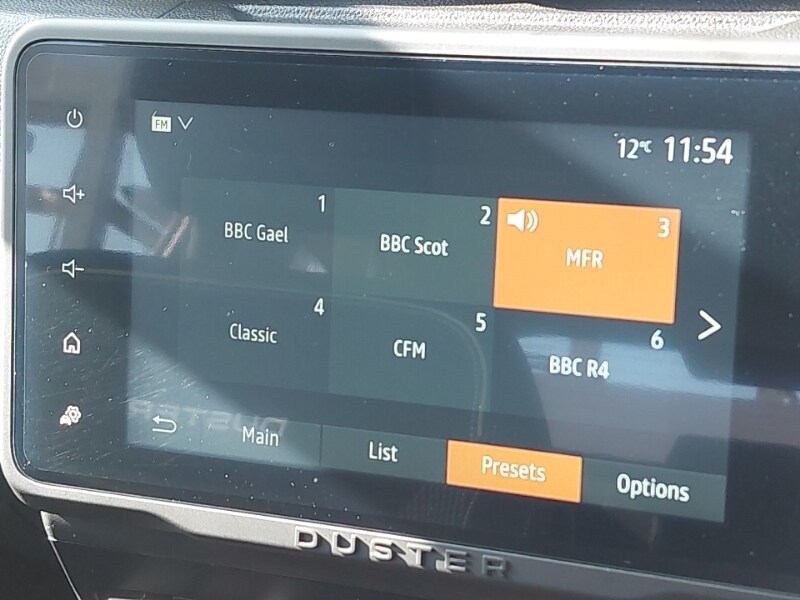 FM
12°C 11:54
1 2 3
BBC Gael BBC Scot MFR
4 5 6
Classic CFM BBC R4
Main List Presets Options
DUSTER